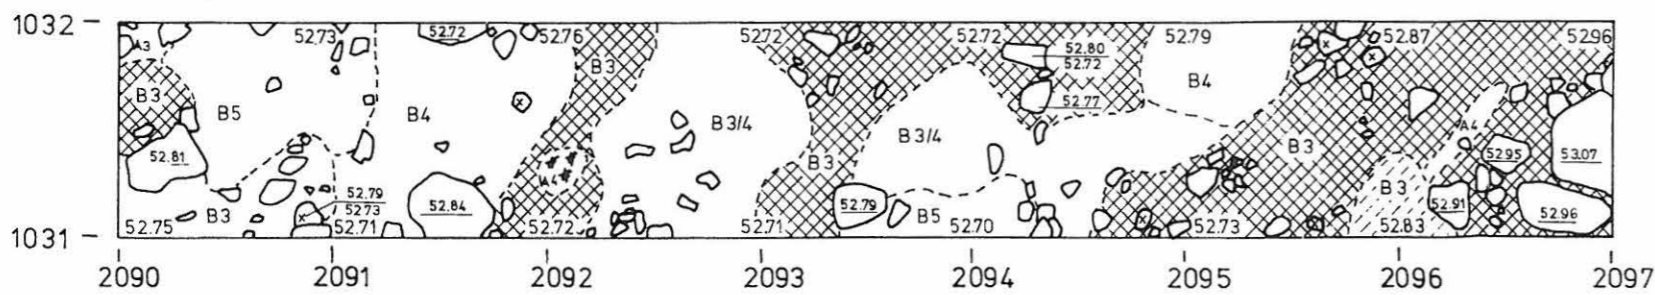 1032 52.73 52.72 52.76 52.72 52.72 52.80 52.79 52.87 52.96
A3 B3 52.72
B3 B4 52.77
B5 B4 B3/4 B3/4 A4
52.81 B3 B3 52.95 53.07
A4 B3
52.79
B3 52.73 52.84 52.79 B5 52.91 52.96
1031 52.75 52.71 52.72 52.71 52.70 52.73 52.83
2090 2091 2092 2093 2094 2095 2096 2097